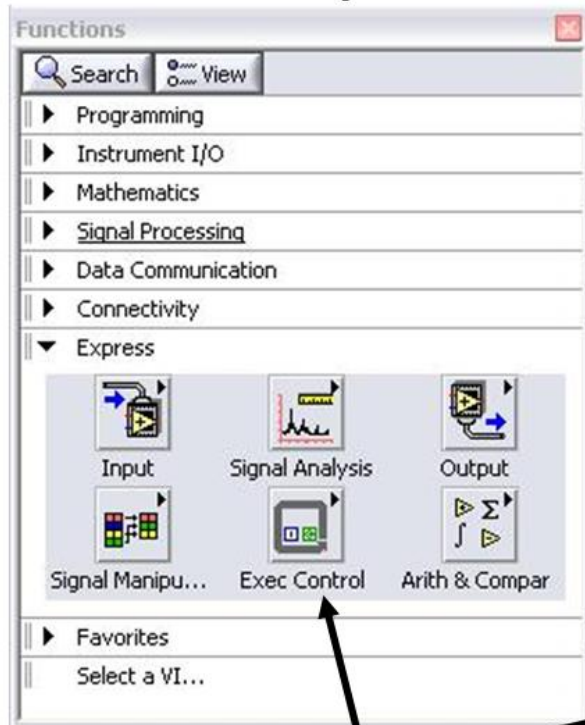 Functions
Search View
Programming
Instrument I/O
Mathematics
Signal Processing
Data Communication
Connectivity
Express
Input Signal Analysis Output
Signal Manipu... Exec Control Arith & Compar
Favorites
Select a VI...